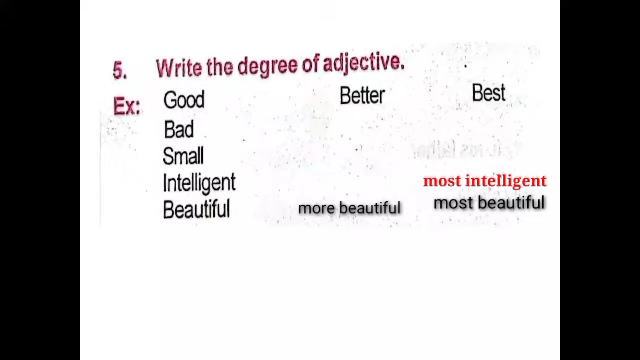 5. Write the degree of adjective.
Ex: Good Better Best
Bad
Small
Intelligent most intelligent
Beautiful more beautiful most beautiful